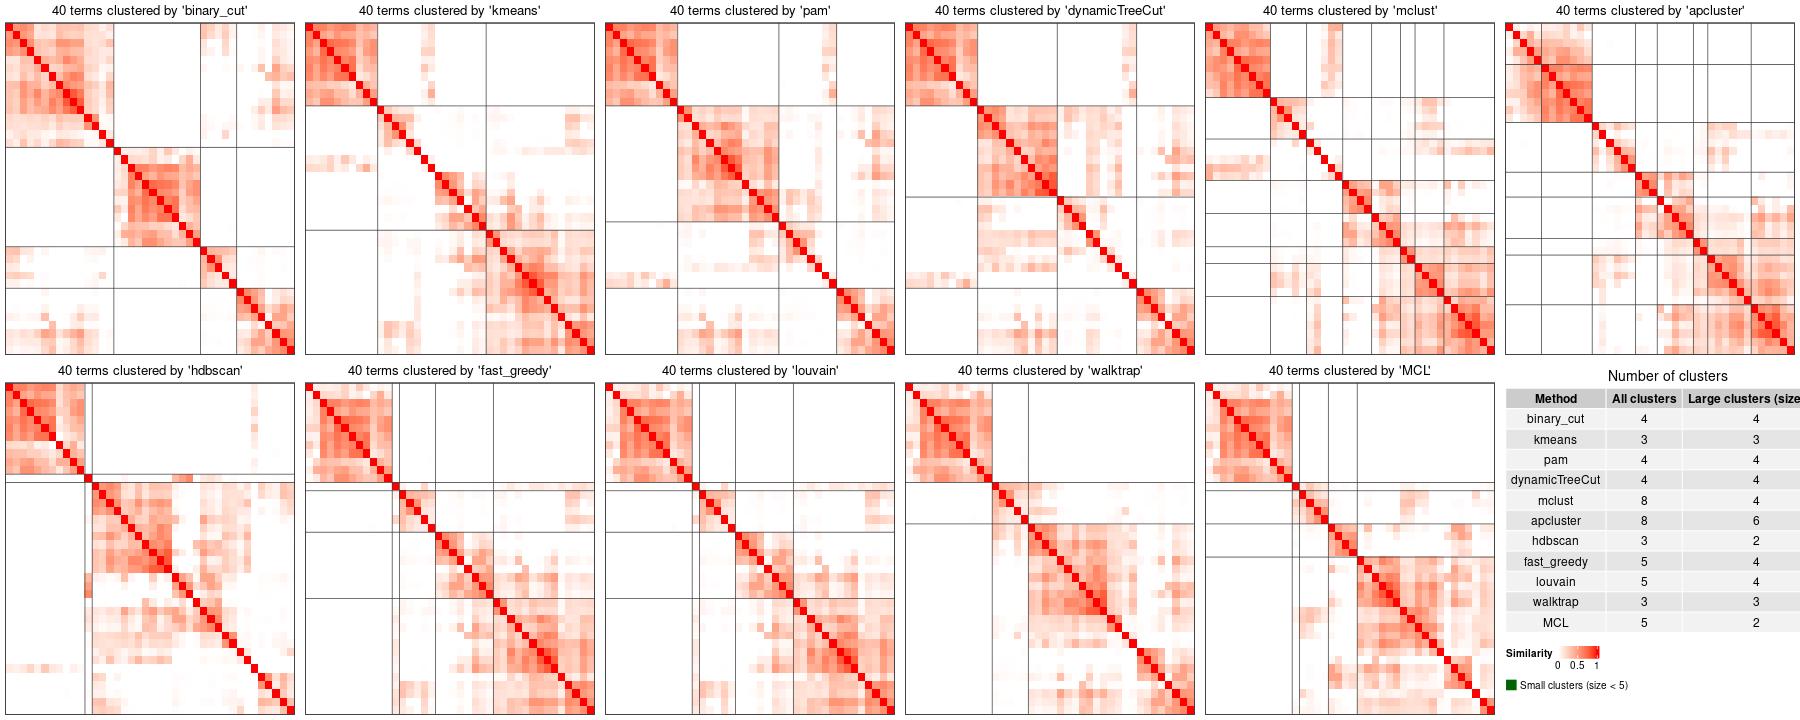 40 terms clustered by 'binary_cut'
40 terms clustered by 'kmeans'
40 terms clustered by 'pam'
40 terms clustered by 'dynamicTreeCut'
40 terms clustered by 'mclust'
40 terms clustered by 'apcluster'
40 terms clustered by 'hdbscan'
40 terms clustered by 'fast_greedy'
40 terms clustered by 'louvain'
40 terms clustered by 'walktrap'
40 terms clustered by 'MCL'
Number of clusters
Method All clusters Large clusters (size
binary_cut 4 4
kmeans 3 3
pam 4 4
dynamicTreeCut 4 4
mclust 8 4
apcluster 8 6
hdbscan 3 2
fast_greedy 5 4
louvain 5 4
walktrap 3 3
MCL 5 2
Similarity
0 0.5 1
Small clusters (size < 5)